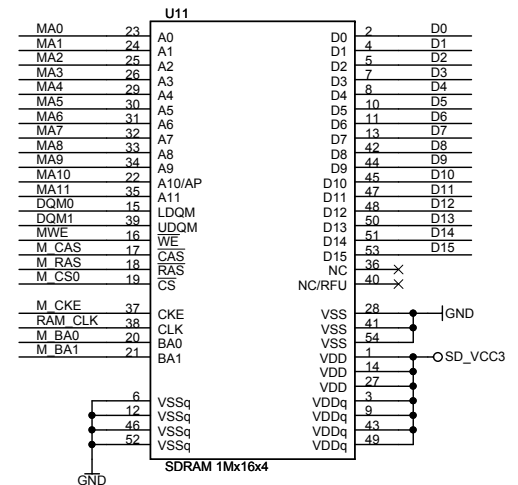 U11
MA0 23 A0 D0 2 D0
MA1 24 A1 D1 4 D1
MA2 25 A2 D2 5 D2
MA3 26 A3 D3 7 D3
MA4 29 A4 D4 8 D4
MA5 30 A5 D5 10 D5
MA6 31 A6 D6 11 D6
MA7 32 A7 D7 13 D7
MA8 33 A8 D8 42 D8
MA9 34 A9 D9 44 D9
MA10 22 A10/AP D10 45 D10
MA11 35 A11 D11 47 D11
DQM0 15 LDQM D12 48 D12
DQM1 39 UDQM D13 50 D13
MWE 16 WE D14 51 D14
M_CAS 17 CAS D15 53 D15
M_RAS 18 RAS NC 36
M_CS0 19 CS NC/RFU 40
M_CKE 37 CKE VSS 28 GND
RAM_CLK 38 CLK VSS 41
M_BA0 20 BA0 VSS 54
M_BA1 21 BA1 VDD 1 SD_VCC3
VDD 14
VDD 27
6 VSSq VDDq 3
12 VSSq VDDq 9
46 VSSq VDDq 43
52 VSSq VDDq 49
SDRAM 1Mx16x4
GND